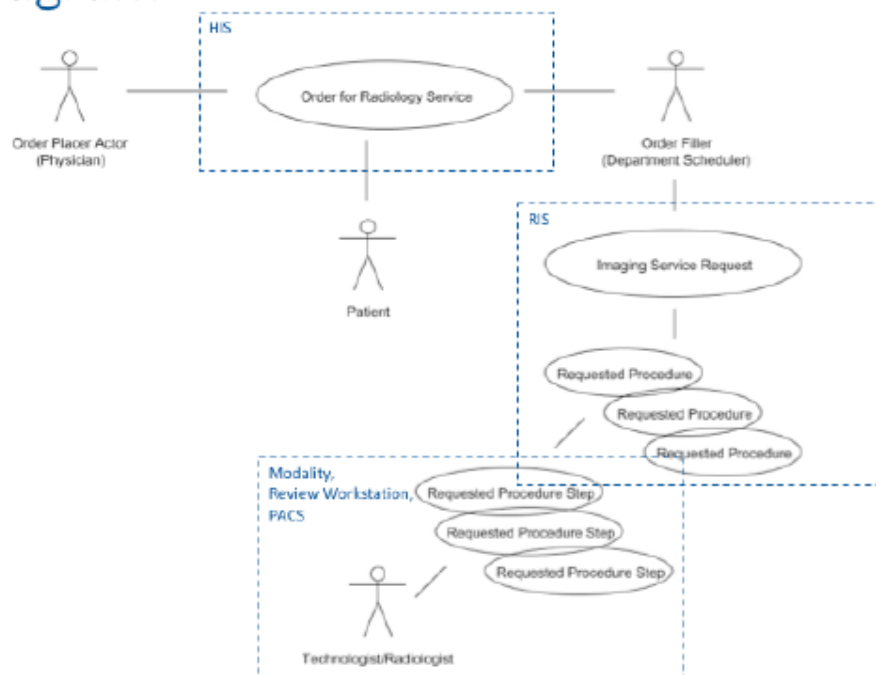 HIS
Order for Radiology Service
Order Placer Actor
(Physician)
Order Filler
(Department Scheduler)
Patient
RIS
Imaging Service Request
Requested Procedure
Requested Procedure
Requested Procedure
Modality,
Review Workstation,
PACS
Requested Procedure Step
Requested Procedure Step
Requested Procedure Step
Technologist/Radiologist